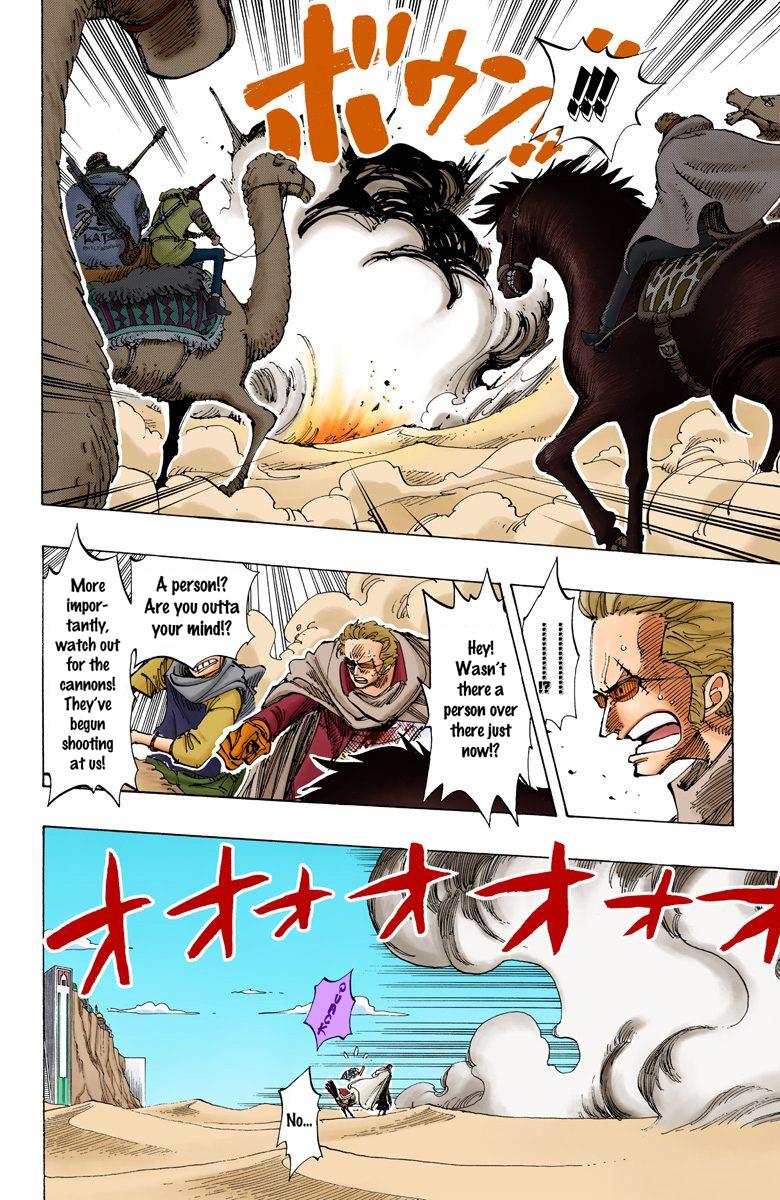 !!!
ボウン!!
KATS
............!?
Hey!
Wasn't
there a
person over
there just
now!?
A person!?
Are you outta
your mind!?
More
impor-
tantly,
watch out
for the
cannons!
They've
begun
shooting
at us!
オオオオオオオ
QUACK
No...